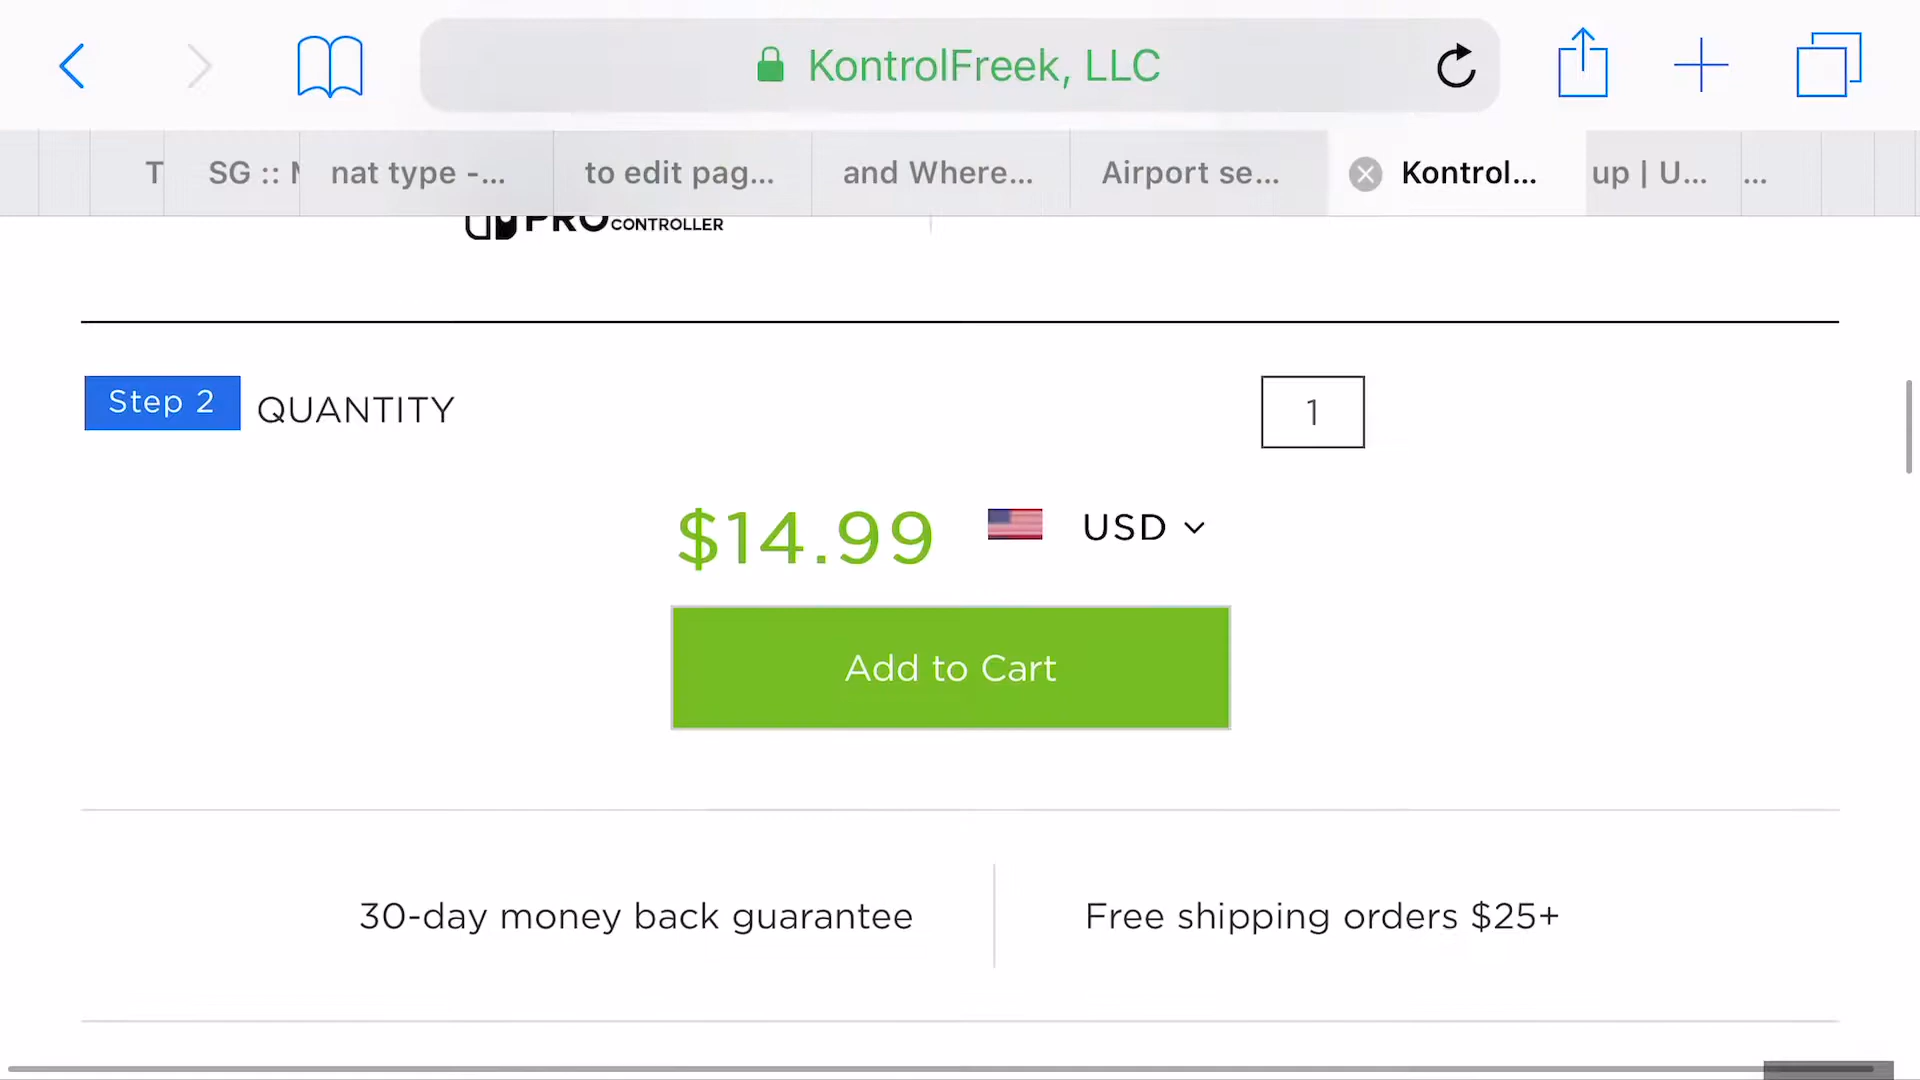 KontrolFreek, LLC
T SG :: nat type -... to edit pag... and Where... Airport se... Kontrol... up | U... ...
PRO CONTROLLER
Step 2 QUANTITY 1
$14.99 USD
Add to Cart
30-day money back guarantee Free shipping orders $25+